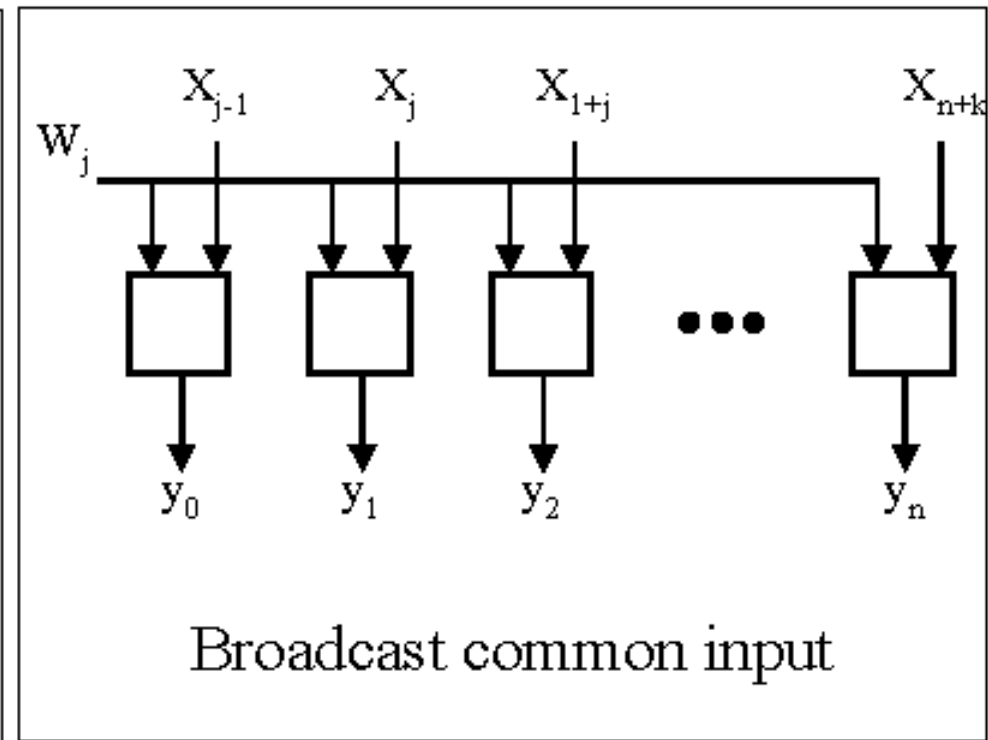 X_{j-1} X_j X_{1+j} X_{n+k}
W_j
y_0 y_1 y_2 y_n
Broadcast common input